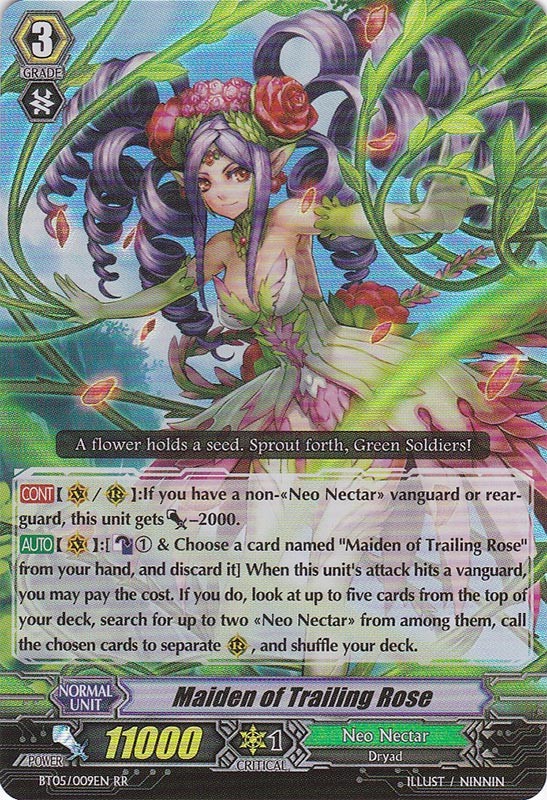 3
GRADE
A flower holds a seed. Sprout forth, Green Soldiers!
CONT【 / 】:If you have a non-«Neo Nectar» vanguard or rear-
guard, this unit gets -2000.
AUTO【 】:[ ① & Choose a card named "Maiden of Trailing Rose"
from your hand, and discard it] When this unit's attack hits a vanguard,
you may pay the cost. If you do, look at up to five cards from the top of
your deck, search for up to two «Neo Nectar» from among them, call
the chosen cards to separate , and shuffle your deck.
NORMAL
UNIT
Maiden of Trailing Rose
POWER
11000
1
CRITICAL
Neo Nectar
Dryad
BT05/009EN RR
ILLUST / NINNIN